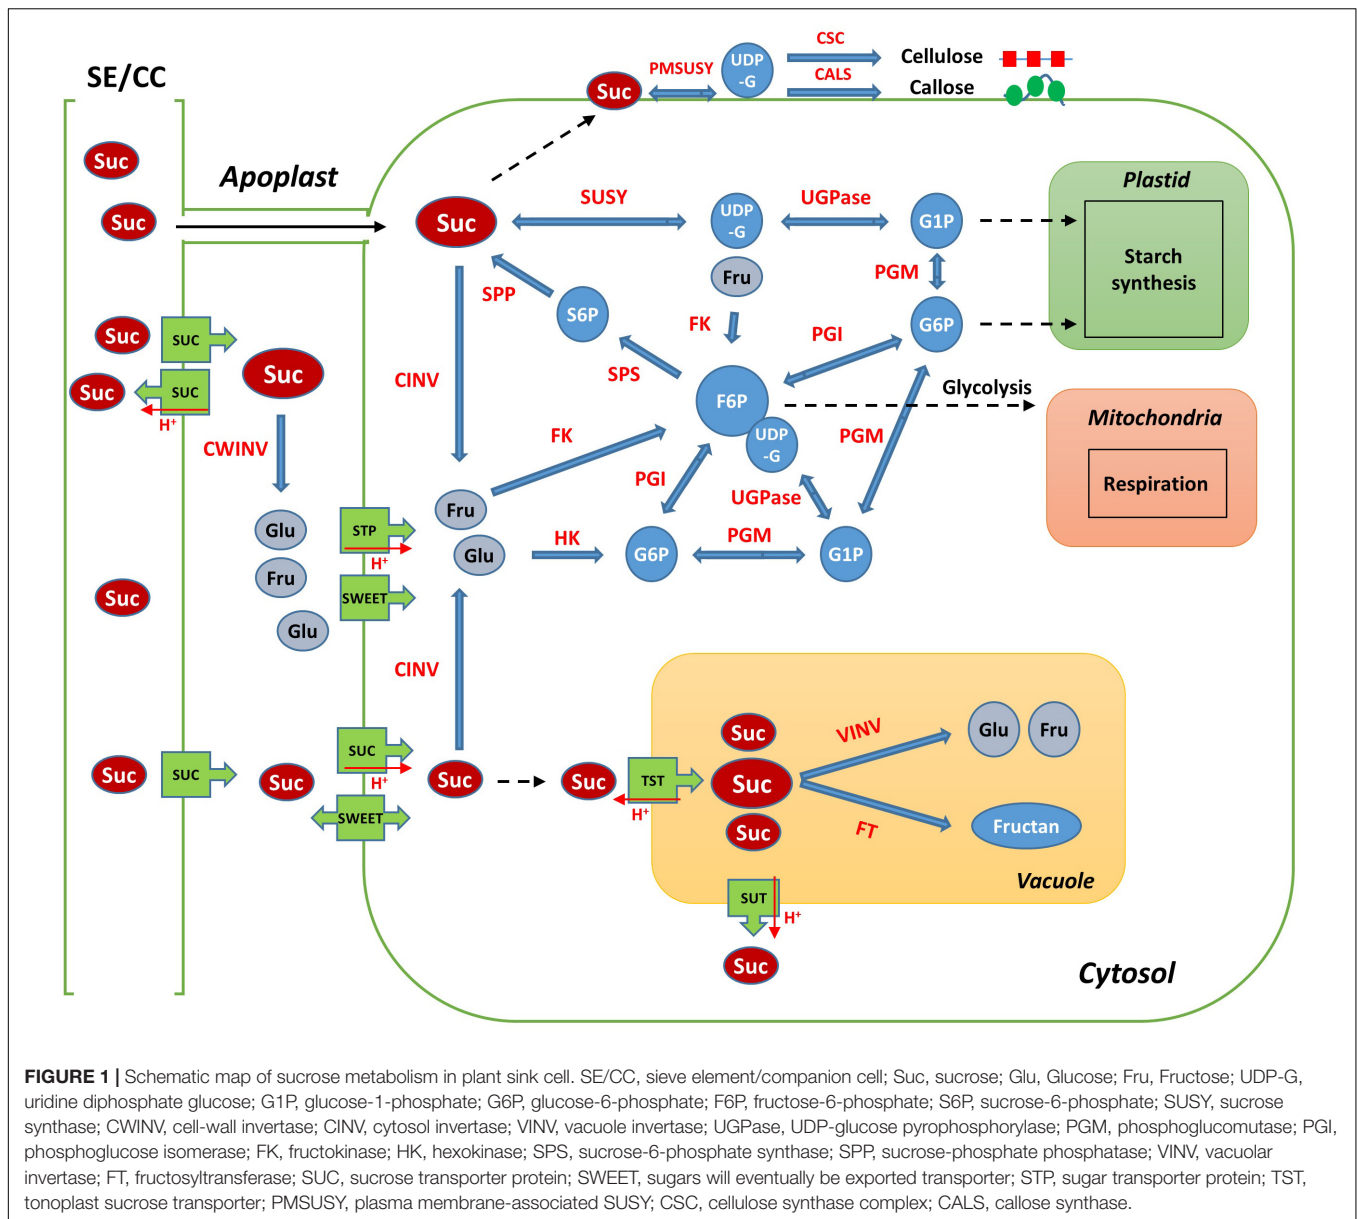 SE/CC
Apoplast
Suc
PMSUSY
UDP
-G
CSC
CALS
Cellulose
Callose
Suc
Suc
Suc
SUSY
UDP
-G
UGPase
G1P
Plastid
Starch
synthesis
Fru
PGM
SPP
S6P
FK
PGI
G6P
Suc
SUC
Suc
SUC
H+
Suc
CINV
SPS
F6P
Glycolysis
Mitochondria
Respiration
CWINV
FK
UDP
-G
PGM
PGI
UGPase
Glu
Fru
Glu
STP
H+
SWEET
Fru
Glu
HK
G6P
PGM
G1P
Suc
CINV
Suc
SUC
Suc
SUC
H+
SWEET
Suc
Suc
TST
H+
Suc
Suc
Suc
VINV
FT
Glu
Fru
Fructan
Vacuole
SUT
H+
Suc
Cytosol
FIGURE 1 | Schematic map of sucrose metabolism in plant sink cell. SE/CC, sieve element/companion cell; Suc, sucrose; Glu, Glucose; Fru, Fructose; UDP-G,
uridine diphosphate glucose; G1P, glucose-1-phosphate; G6P, glucose-6-phosphate; F6P, fructose-6-phosphate; S6P, sucrose-6-phosphate; SUSY, sucrose
synthase; CWINV, cell-wall invertase; CINV, cytosol invertase; VINV, vacuole invertase; UGPase, UDP-glucose pyrophosphorylase; PGM, phosphoglucomutase; PGI,
phosphoglucose isomerase; FK, fructokinase; HK, hexokinase; SPS, sucrose-6-phosphate synthase; SPP, sucrose-phosphate phosphatase; VINV, vacuolar
invertase; FT, fructosyltransferase; SUC, sucrose transporter protein; SWEET, sugars will eventually be exported transporter; STP, sugar transporter protein; TST,
tonoplast sucrose transporter; PMSUSY, plasma membrane-associated SUSY; CSC, cellulose synthase complex; CALS, callose synthase.